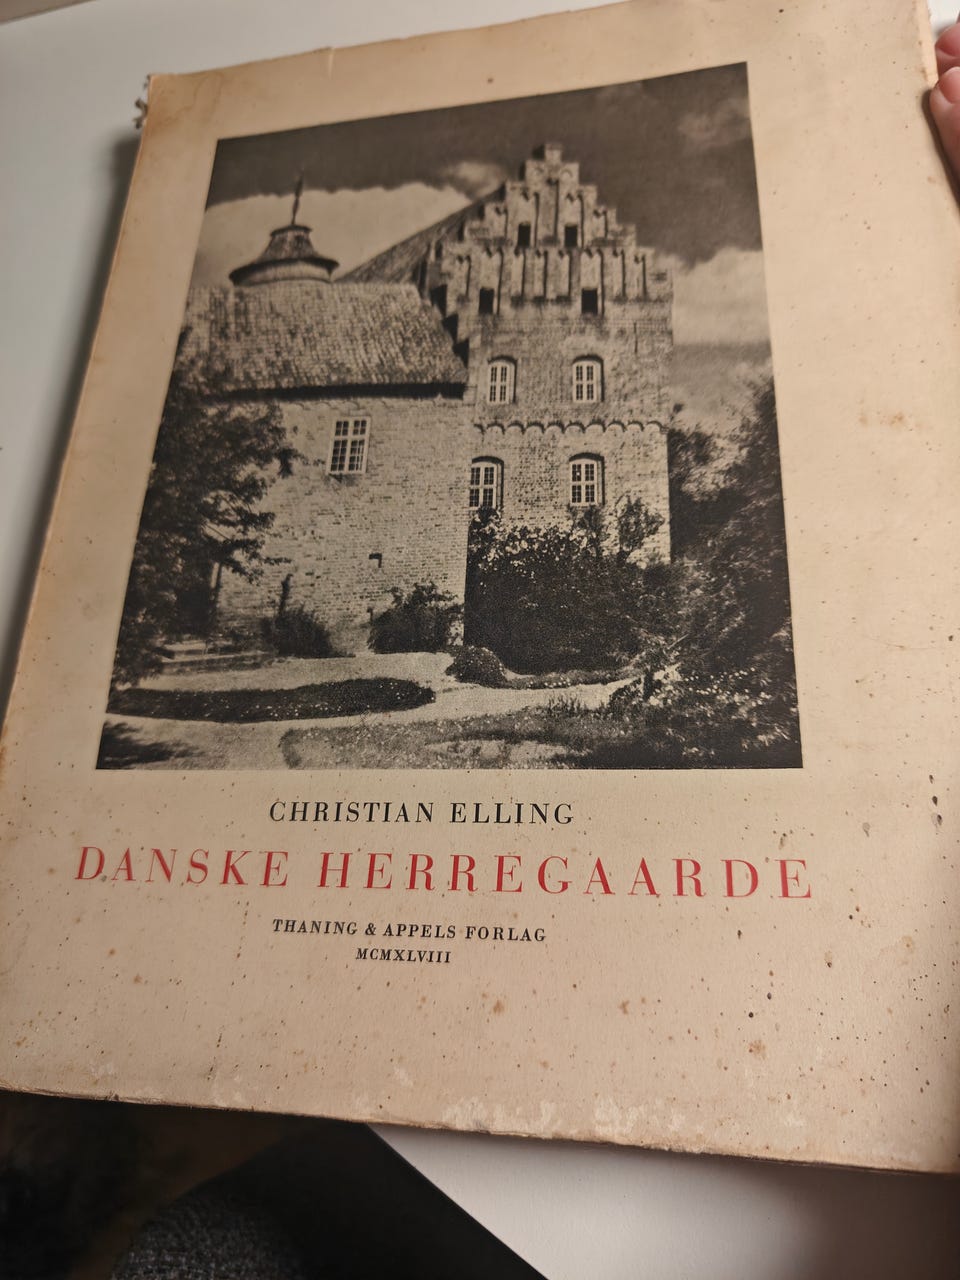 CHRISTIAN ELLING
DANSKE HERREGAARDE
THANING & APPELS FORLAG
MCMXLVIII